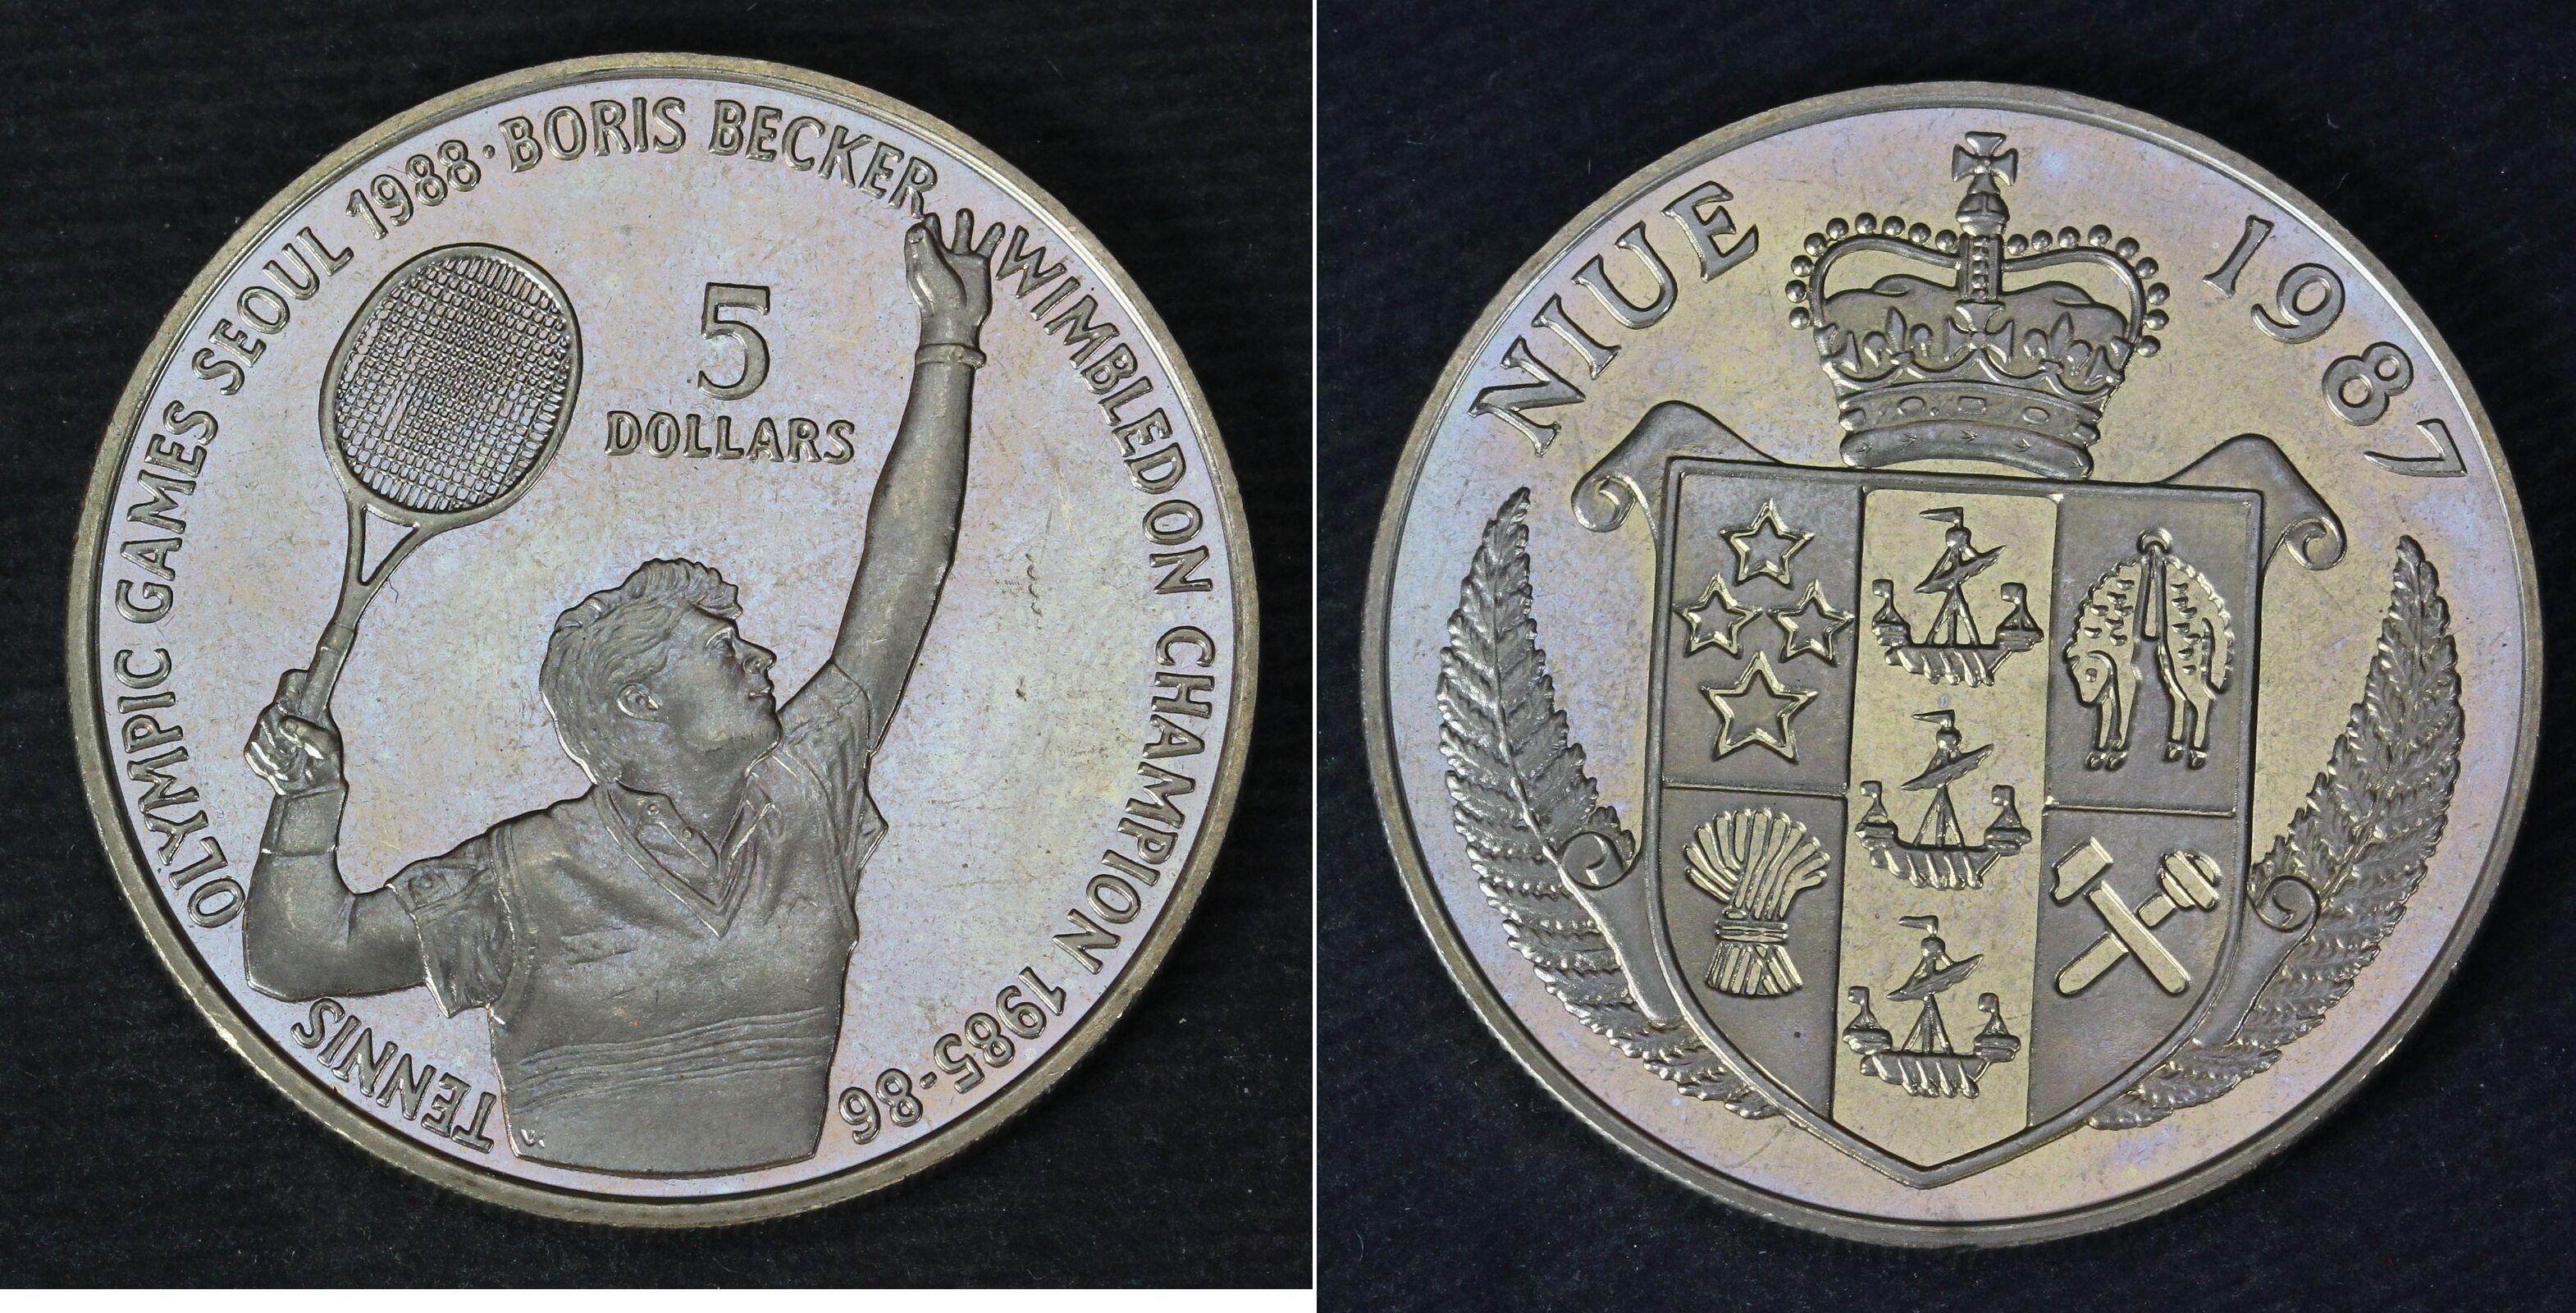 TENNIS OLYMPIC GAMES SEOUL 1988 · BORIS BECKER WIMBLEDON CHAMPION 1985-86
5
DOLLARS
NIUE 1987